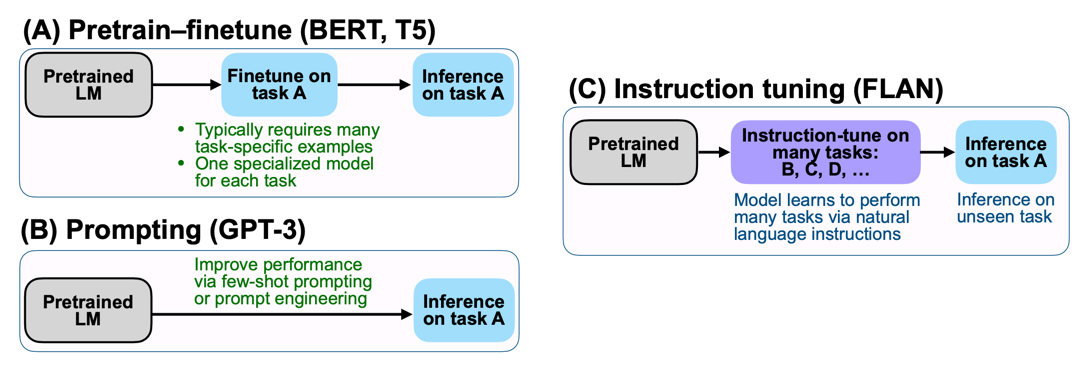 (A) Pretrain–finetune (BERT, T5)
Pretrained
LM
Finetune on
task A
Inference
on task A
• Typically requires many
task-specific examples
• One specialized model
for each task
(B) Prompting (GPT-3)
Pretrained
LM
Improve performance
via few-shot prompting
or prompt engineering
Inference
on task A
(C) Instruction tuning (FLAN)
Pretrained
LM
Instruction-tune on
many tasks:
B, C, D, …
Inference
on task A
Model learns to perform
many tasks via natural
language instructions
Inference on
unseen task